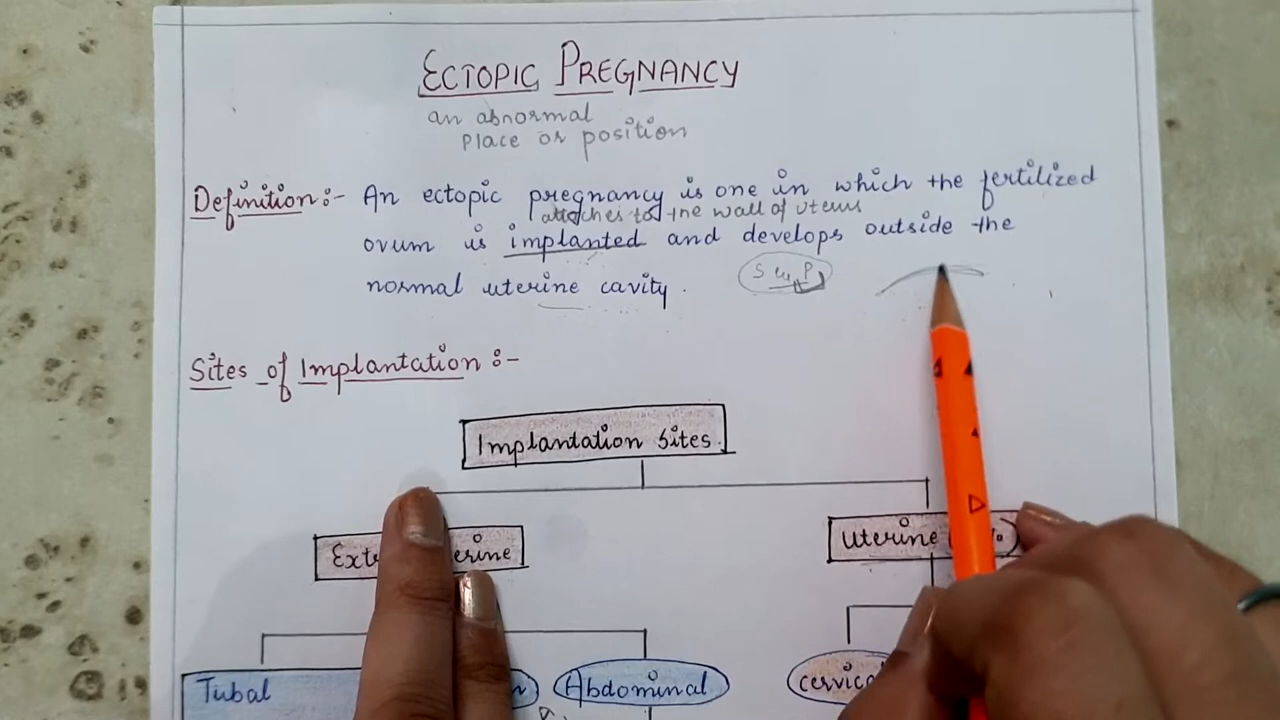 ECTOPIC PREGNANCY
an abnormal
place or position
Definition :- An ectopic pregnancy is one in which the fertilized
attaches to the wall of uterus
ovum is implanted and develops outside the
normal uterine cavity.
Sites of Implantation :-
Implantation Sites.
Uterine
Tubal
Abdominal